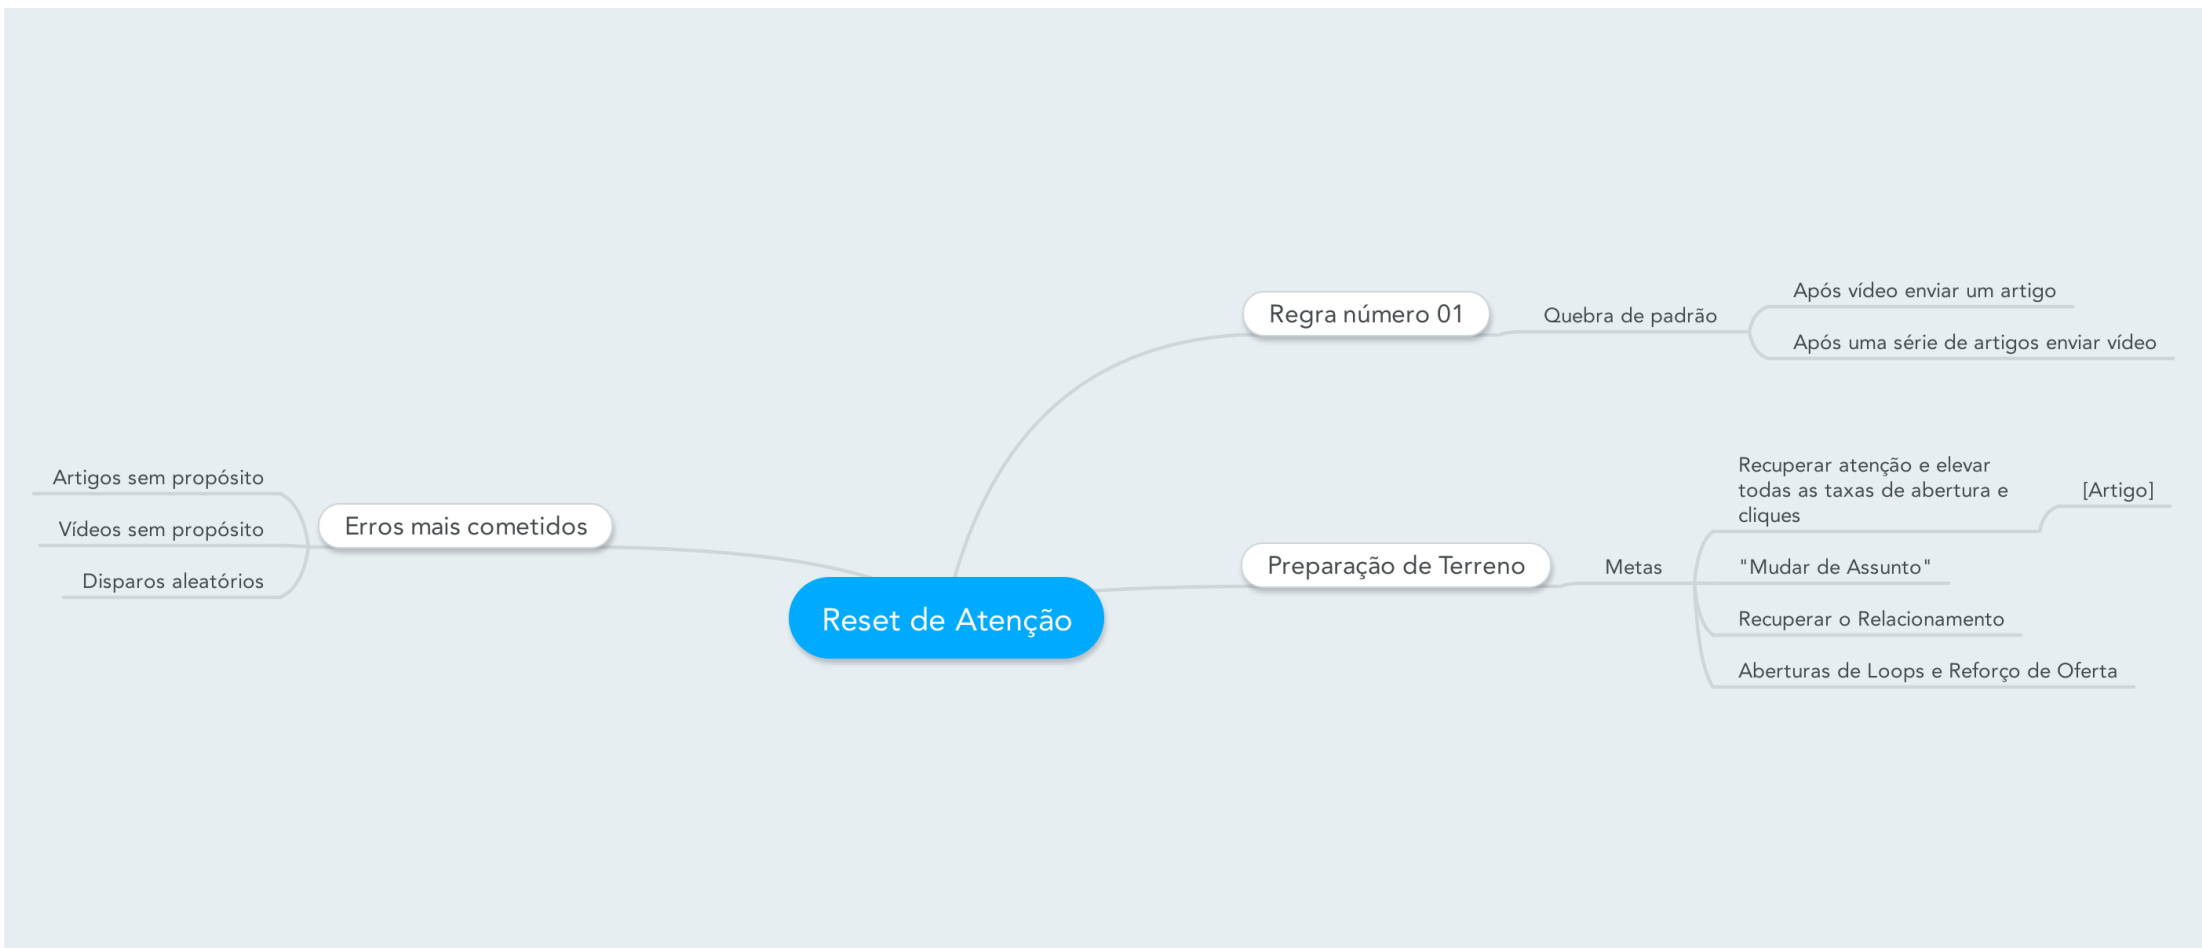 Reset de Atenção
Regra número 01
Quebra de padrão
Após vídeo enviar um artigo
Após uma série de artigos enviar vídeo
Preparação de Terreno
Metas
Recuperar atenção e elevar
todas as taxas de abertura e
cliques
[Artigo]
"Mudar de Assunto"
Recuperar o Relacionamento
Aberturas de Loops e Reforço de Oferta
Erros mais cometidos
Artigos sem propósito
Vídeos sem propósito
Disparos aleatórios